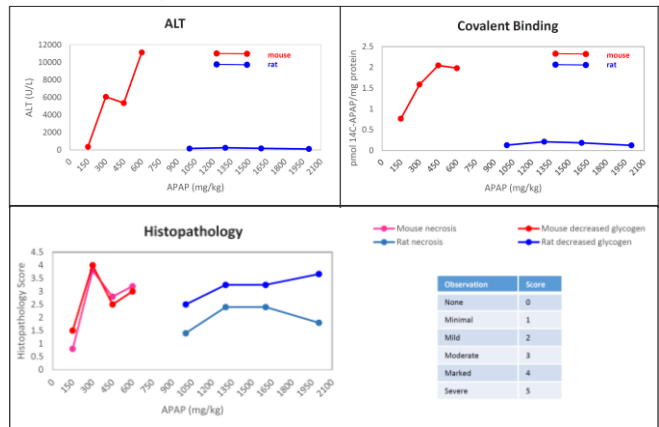 ALT
mouse
rat
12000
10000
8000
6000
4000
2000
0
ALT (U/L)
0 150 300 450 600 750 900 1050 1200 1350 1500 1650 1800 1950 2100
APAP (mg/kg)
Covalent Binding
mouse
rat
2.5
2
1.5
1
0.5
0
pmol 14C-APAP/mg protein
0 150 300 450 600 750 900 1050 1200 1350 1500 1650 1800 1950 2100
APAP (mg/kg)
Histopathology
4.5
4
3.5
3
2.5
2
1.5
1
0.5
0
Histopathology Score
0 150 300 450 600 750 900 1050 1200 1350 1500 1650 1800 1950 2100
APAP (mg/kg)
Mouse necrosis Mouse decreased glycogen
Rat necrosis Rat decreased glycogen
Observation Score
None 0
Minimal 1
Mild 2
Moderate 3
Marked 4
Severe 5